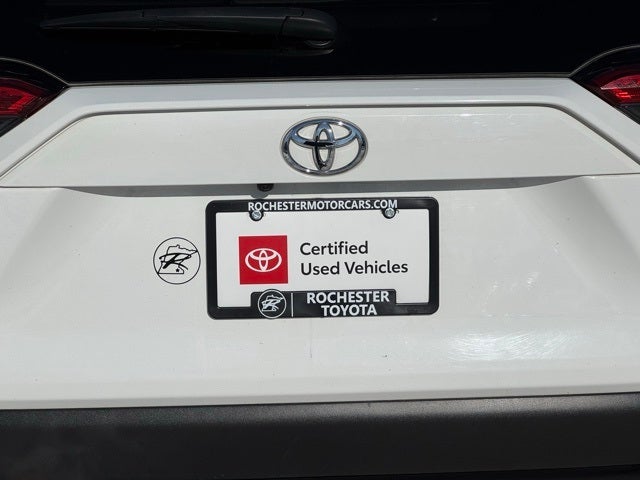 ROCHESTERMOTORCARS.COM
Certified
Used Vehicles
ROCHESTER
TOYOTA